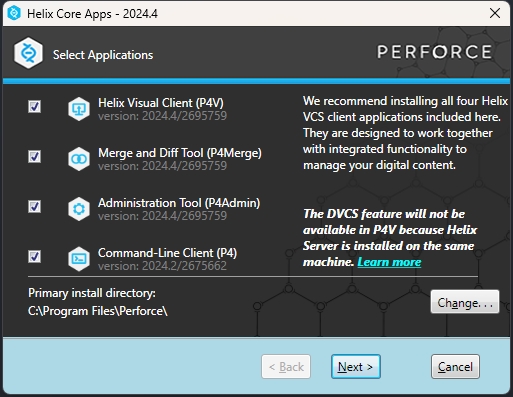 Helix Core Apps - 2024.4
Select Applications
PERFORCE
Helix Visual Client (P4V)
version: 2024.4/2695759
Merge and Diff Tool (P4Merge)
version: 2024.4/2695759
Administration Tool (P4Admin)
version: 2024.4/2695759
Command-Line Client (P4)
version: 2024.2/2675662
We recommend installing all four Helix
VCS client applications included here.
They are designed to work together
with integrated functionality to
manage your digital content.
The DVCS feature will not be
available in P4V because Helix
Server is installed on the same
machine. Learn more
Primary install directory:
C:\Program Files\Perforce\
Change. . .
< Back
Next >
Cancel